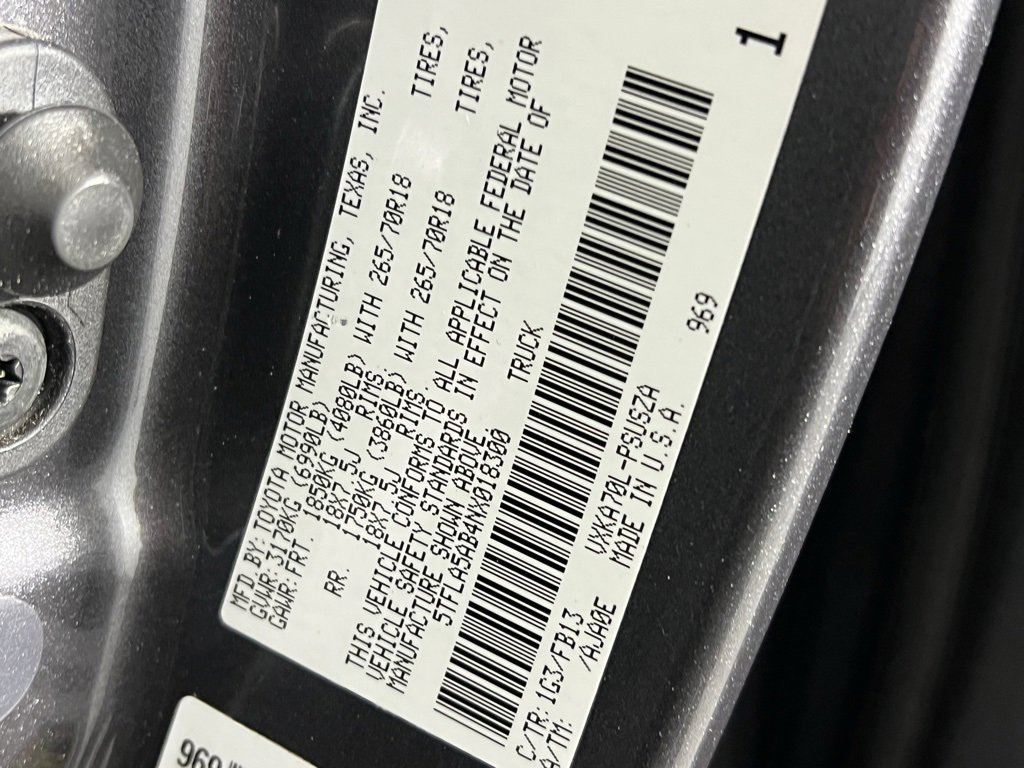 MFD. BY: TOYOTA MOTOR MANUFACTURING, TEXAS, INC.
GVWR: 3170KG (6990LB)
GAWR: FRT. 1850KG (4080LB) WITH 265/70R18 TIRES,
18X7.5J RIMS
RR. 1750KG (3860LB) WITH 265/70R18 TIRES,
18X7.5J RIMS
THIS VEHICLE CONFORMS TO ALL APPLICABLE FEDERAL MOTOR
VEHICLE SAFETY STANDARDS IN EFFECT ON THE DATE OF
MANUFACTURE SHOWN ABOVE.
5TFLA5AB4NX018300 TRUCK
C/TR: 1G3/FB13 VXKA70L-PSUSZA 969
A/TM: /AJA0E MADE IN U.S.A.
1
969